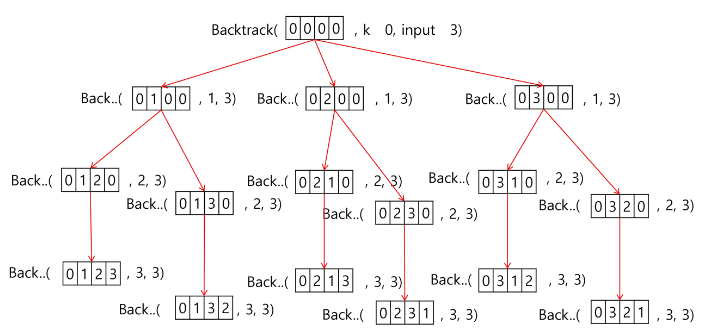 Backtrack( 0 0 0 0 , k 0, input 3)
Back..( 0 1 0 0 , 1, 3) Back..( 0 2 0 0 , 1, 3) Back..( 0 3 0 0 , 1, 3)
Back..( 0 1 2 0 , 2, 3) Back..( 0 2 1 0 , 2, 3) Back..( 0 3 1 0 , 2, 3)
Back..( 0 1 3 0 , 2, 3) Back..( 0 2 3 0 , 2, 3) Back..( 0 3 2 0 , 2, 3)
Back..( 0 1 2 3 , 3, 3) Back..( 0 2 1 3 , 3, 3) Back..( 0 3 1 2 , 3, 3)
Back..( 0 1 3 2 , 3, 3) Back..( 0 2 3 1 , 3, 3) Back..( 0 3 2 1 , 3, 3)